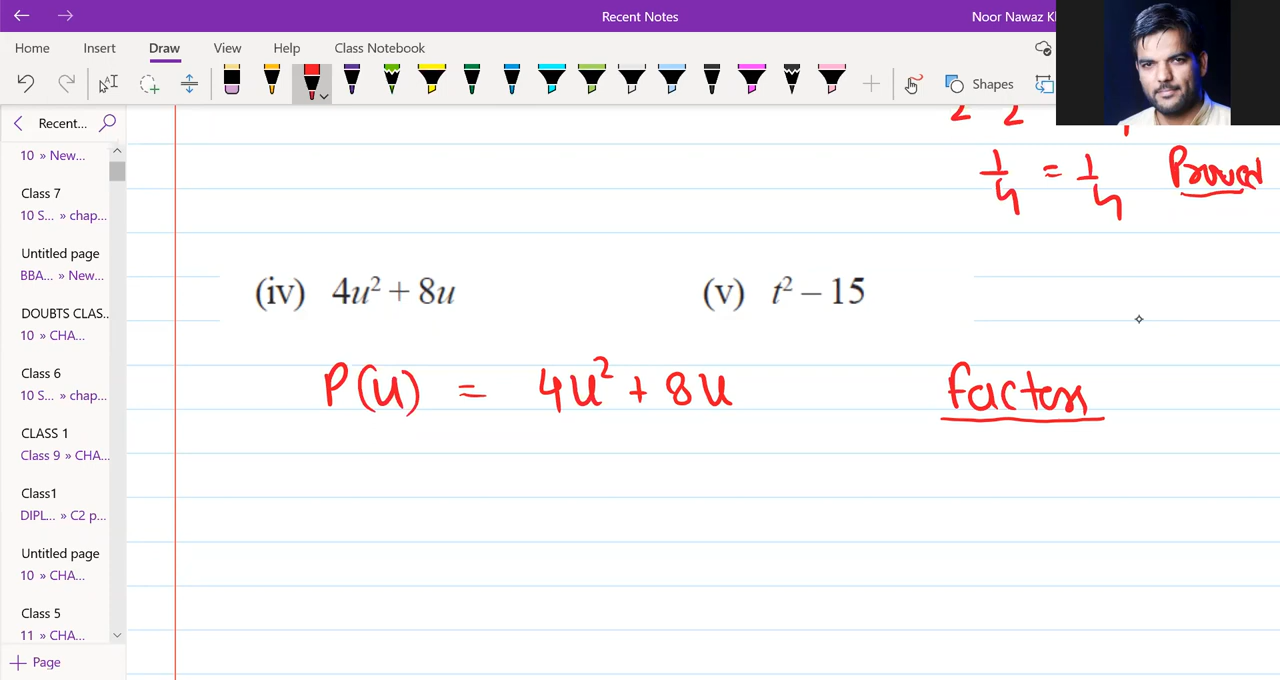 Recent Notes
Noor Nawaz Kh
Home Insert Draw View Help Class Notebook
Shapes
Recent...
10 » New...
Class 7
10 S... » chap...
Untitled page
BBA... » New...
DOUBTS CLAS..
10 » CHA...
Class 6
10 S... » chap...
CLASS 1
Class 9 » CHA...
Class1
DIPL... » C2 p...
Untitled page
10 » CHA...
Class 5
11 » CHA...
Page
2 2
1/4 = 1/4 Proved
(iv) 4u² + 8u (v) t² – 15
P(u) = 4u² + 8u factors